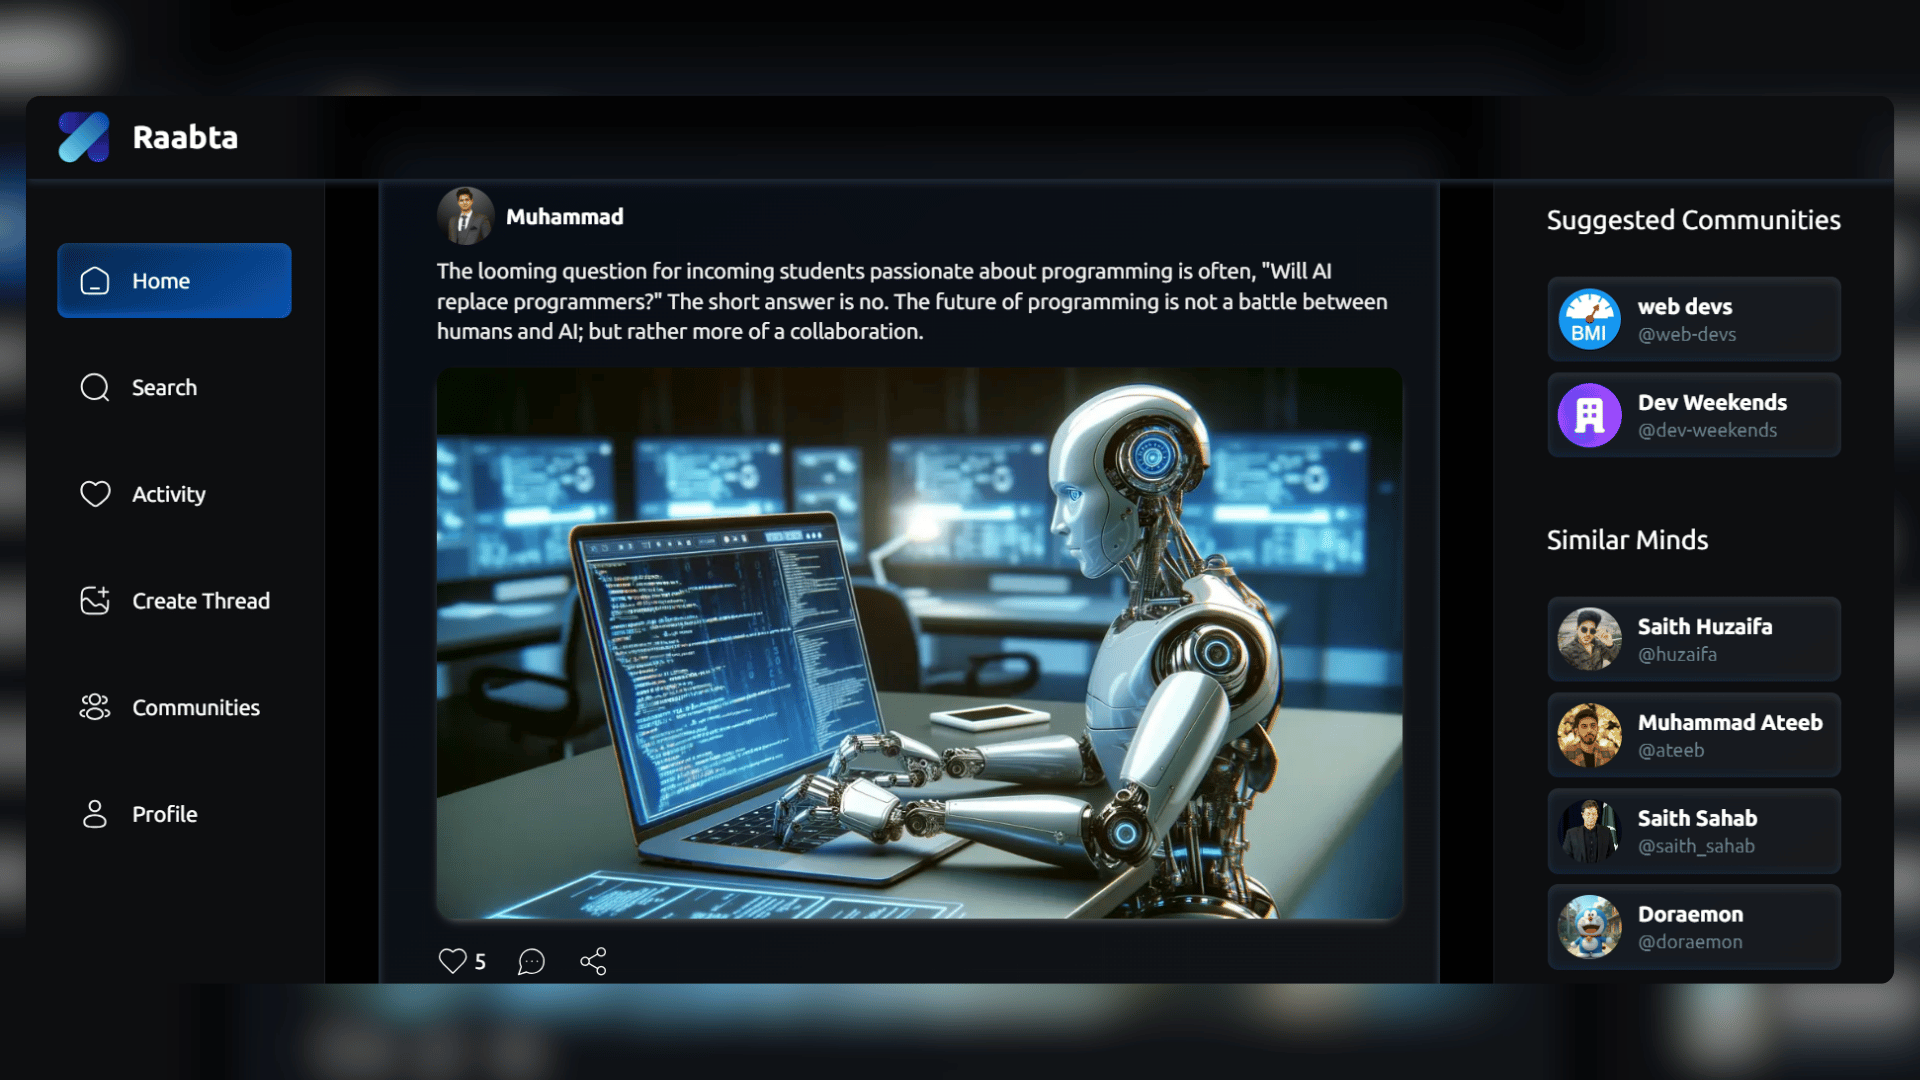 Raabta
Home
Search
Activity
Create Thread
Communities
Profile
Muhammad
The looming question for incoming students passionate about programming is often, "Will AI
replace programmers?" The short answer is no. The future of programming is not a battle between
humans and AI; but rather more of a collaboration.
5
Suggested Communities
BMI
web devs
@web-devs
Dev Weekends
@dev-weekends
Similar Minds
Saith Huzaifa
@huzaifa
Muhammad Ateeb
@ateeb
Saith Sahab
@saith_sahab
Doraemon
@doraemon